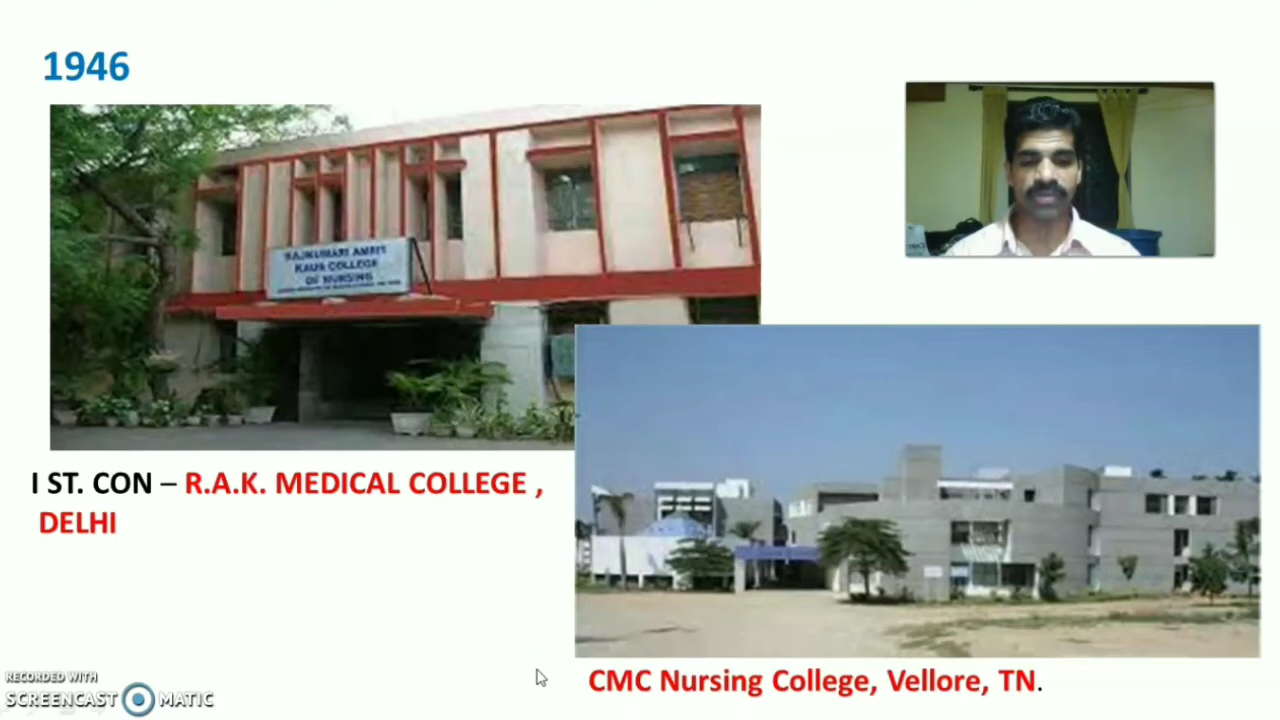 1946
RAJKUMARI AMRIT
KAUR COLLEGE
OF NURSING
I ST. CON – R.A.K. MEDICAL COLLEGE ,
DELHI
CMC Nursing College, Vellore, TN.
RECORDED WITH
SCREENCAST MATIC